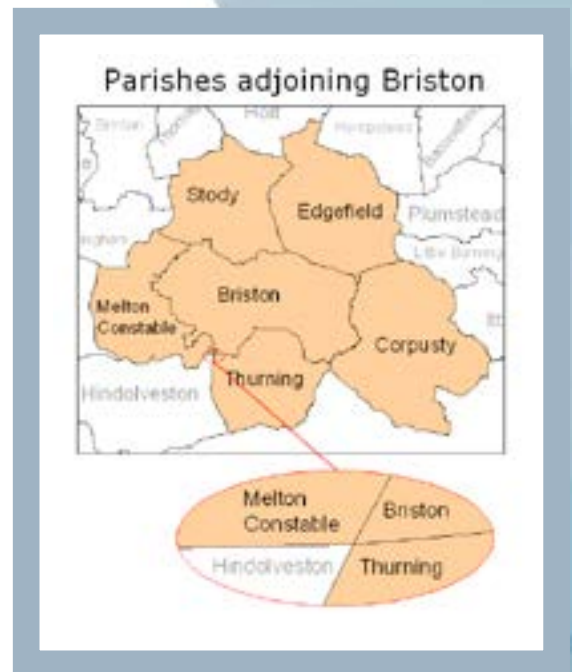 Parishes adjoining Briston
Holt
Stody
Edgefield
Plumstead
Briston
Melton
Constable
Corpusty
Hindolveston
Thurning
Melton
Constable
Briston
Hindolveston
Thurning